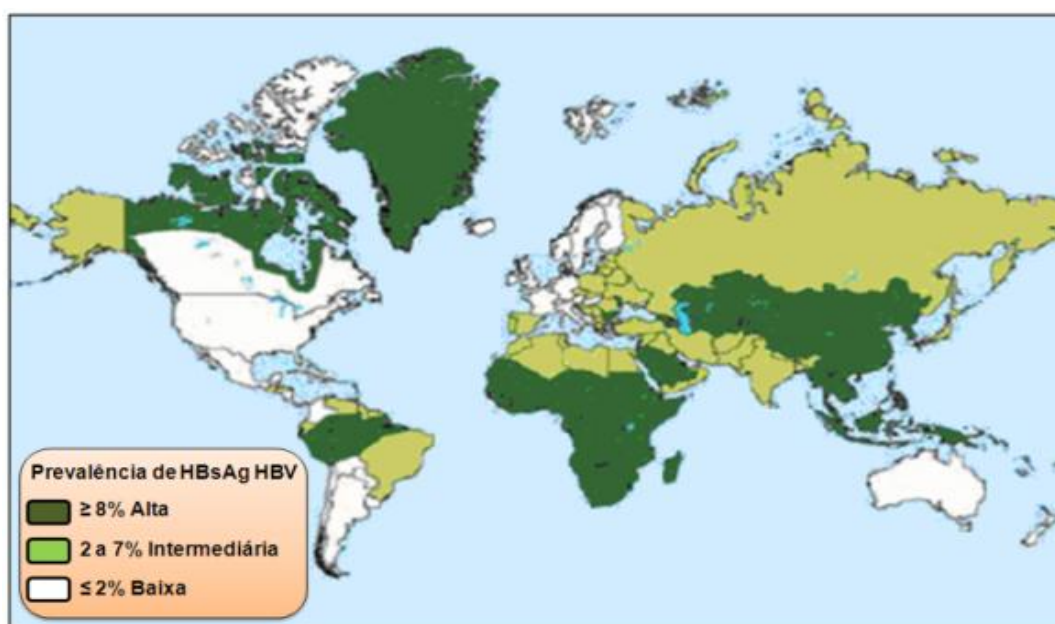 Prevalência de HBsAg HBV
≥ 8% Alta
2 a 7% Intermediária
≤ 2% Baixa